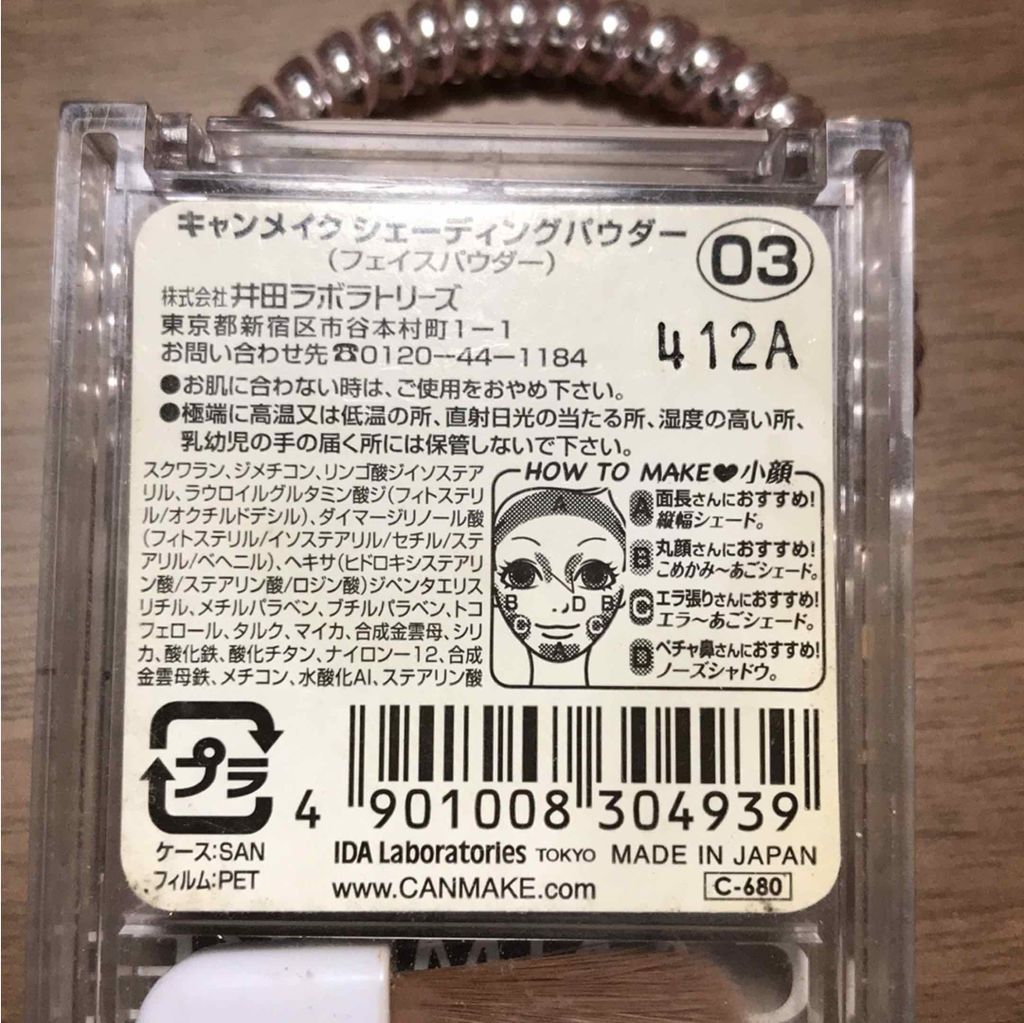 キャンメイク シェーディングパウダー
(フェイスパウダー)
03
株式会社 井田ラボラトリーズ
東京都新宿区市谷本村町1ー1
お問い合わせ先☎0120ー44ー1184
412A
●お肌に合わない時は、ご使用をおやめ下さい。
●極端に高温又は低温の所、直射日光の当たる所、湿度の高い所、
乳幼児の手の届く所には保管しないで下さい。
スクワラン、ジメチコン、リンゴ酸ジイソステア
リル、ラウロイルグルタミン酸ジ(フィトステリ
ル/オクチルドデシル)、ダイマージリノール酸
(フィトステリル/イソステアリル/セチル/ステ
アリル/ベヘニル)、ヘキサ(ヒドロキシステアリ
ン酸/ステアリン酸/ロジン酸)ジペンタエリス
リチル、メチルパラベン、ブチルパラベン、トコ
フェロール、タルク、マイカ、合成金雲母、シリ
カ、酸化鉄、酸化チタン、ナイロンー12、合成
金雲母鉄、メチコン、水酸化Al、ステアリン酸
HOW TO MAKE♥小顔
A
B D B
C C
A
A 面長さんにおすすめ!
縦幅シェード。
B 丸顔さんにおすすめ!
こめかみ〜あごシェード。
C エラ張りさんにおすすめ!
エラ〜あごシェード。
D ペチャ鼻さんにおすすめ!
ノーズシャドウ。
プラ
4 901008 304939
ケース:SAN
フィルム:PET
IDA Laboratories TOKYO MADE IN JAPAN
www.CANMAKE.com
C-680